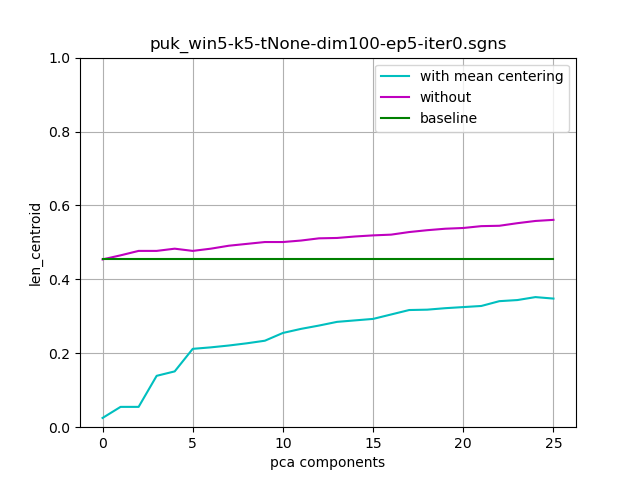 puk_win5-k5-tNone-dim100-ep5-iter0.sgns
with mean centering
without
baseline
len_centroid
1.0
0.8
0.6
0.4
0.2
0.0
0 5 10 15 20 25
pca components